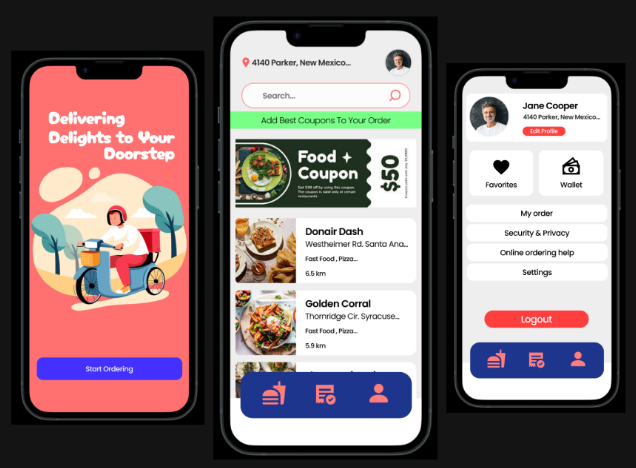 Delivering
Delights to Your
Doorstep
Start Ordering
4140 Parker, New Mexico...
Search...
Add Best Coupons To Your Order
Food
Coupon
Get $50 off by using this coupon.
The coupon is valid only at certain
restaurants
$50
Donair Dash
Westheimer Rd. Santa Ana...
Fast Food , Pizza...
6.5 km
Golden Corral
Thornridge Cir. Syracuse...
Fast Food , Pizza...
5.9 km
Jane Cooper
4140 Parker, New Mexico...
Edit Profile
Favorites
Wallet
My order
Security & Privacy
Online ordering help
Settings
Logout